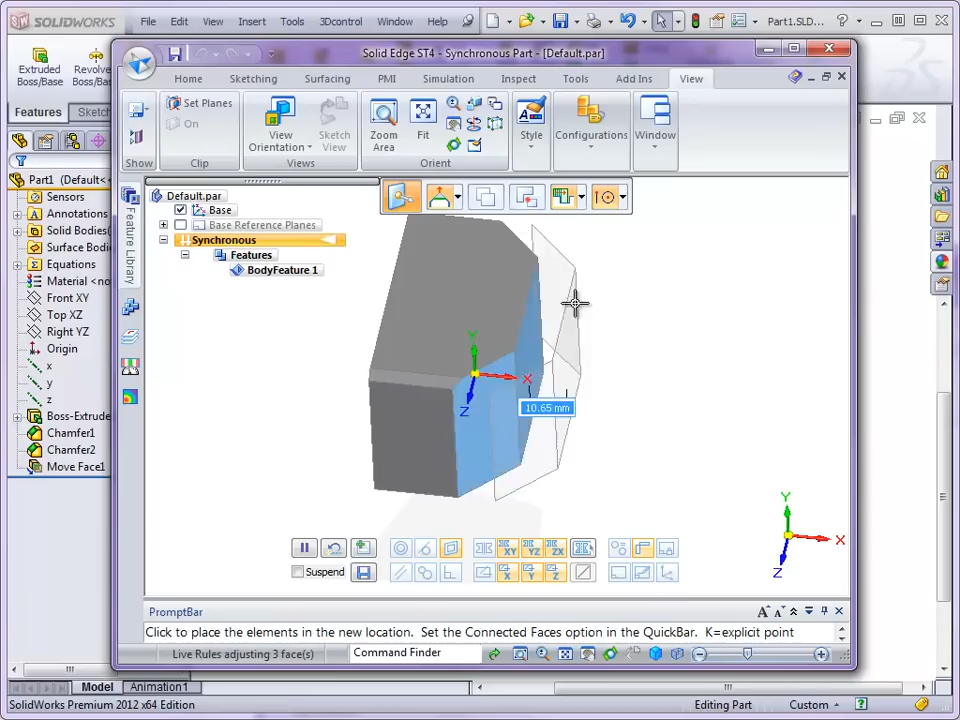 SOLIDWORKS File Edit View Insert Tools 3Dcontrol Window Help Part1.SLD...
Extruded
Boss/Base
Revolve
Boss/Ba
Features Sketch
Part1 (Default<
Sensors
Annotations
Solid Bodies
Surface Bod
Equations
Material <no
Front XY
Top XZ
Right YZ
Origin
x
y
z
Boss-Extrude
Chamfer1
Chamfer2
Move Face1
Solid Edge ST4 - Synchronous Part - [Default.par]
Home Sketching Surfacing PMI Simulation Inspect Tools Add Ins View
Set Planes
On
View
Orientation
Sketch
View
Zoom
Area
Fit
Style
Configurations
Window
Show Clip Views Orient
Feature Library
Default.par
Base
Base Reference Planes
Synchronous
Features
BodyFeature 1
Y
X
Z
10.65 mm
Y
X
Z
XY YZ ZX
X Y Z
Suspend
PromptBar
Click to place the elements in the new location. Set the Connected Faces option in the QuickBar. K=explicit point
Live Rules adjusting 3 face(s) Command Finder
Model Animation1
SolidWorks Premium 2012 x64 Edition Editing Part Custom